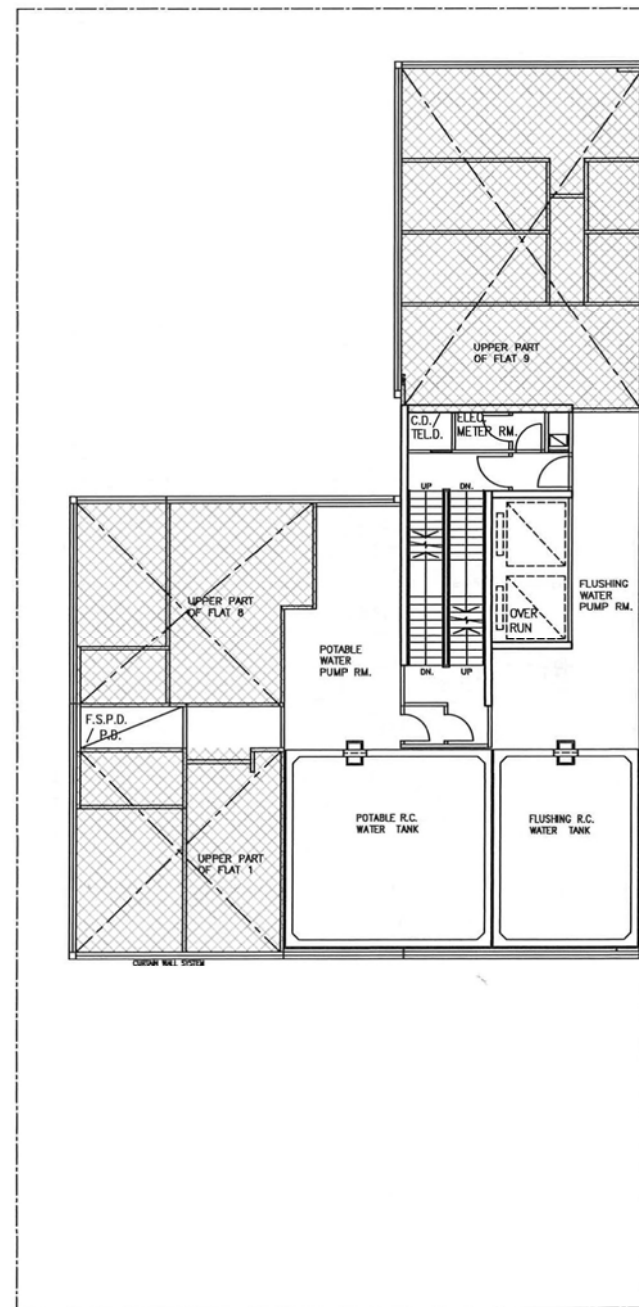 UPPER PART
OF FLAT 9
C.D./
TEL.D.
ELEC.
METER RM.
UP
DN.
UPPER PART
OF FLAT 8
POTABLE
WATER
PUMP RM.
OVER
RUN
FLUSHING
WATER
PUMP RM.
DN.
UP
F.S.P.D.
/ P.D.
POTABLE R.C.
WATER TANK
FLUSHING R.C.
WATER TANK
UPPER PART
OF FLAT 1
CURTAIN WALL SYSTEM